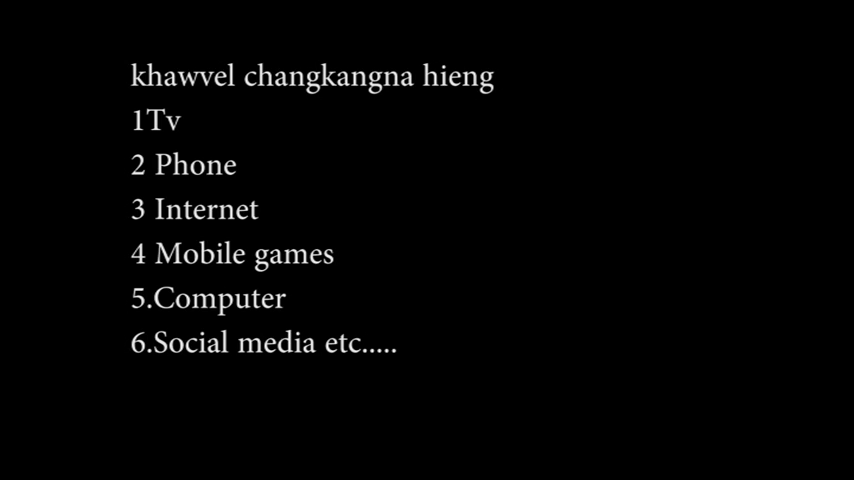 khawvel changkangna hieng
1Tv
2 Phone
3 Internet
4 Mobile games
5.Computer
6.Social media etc.....